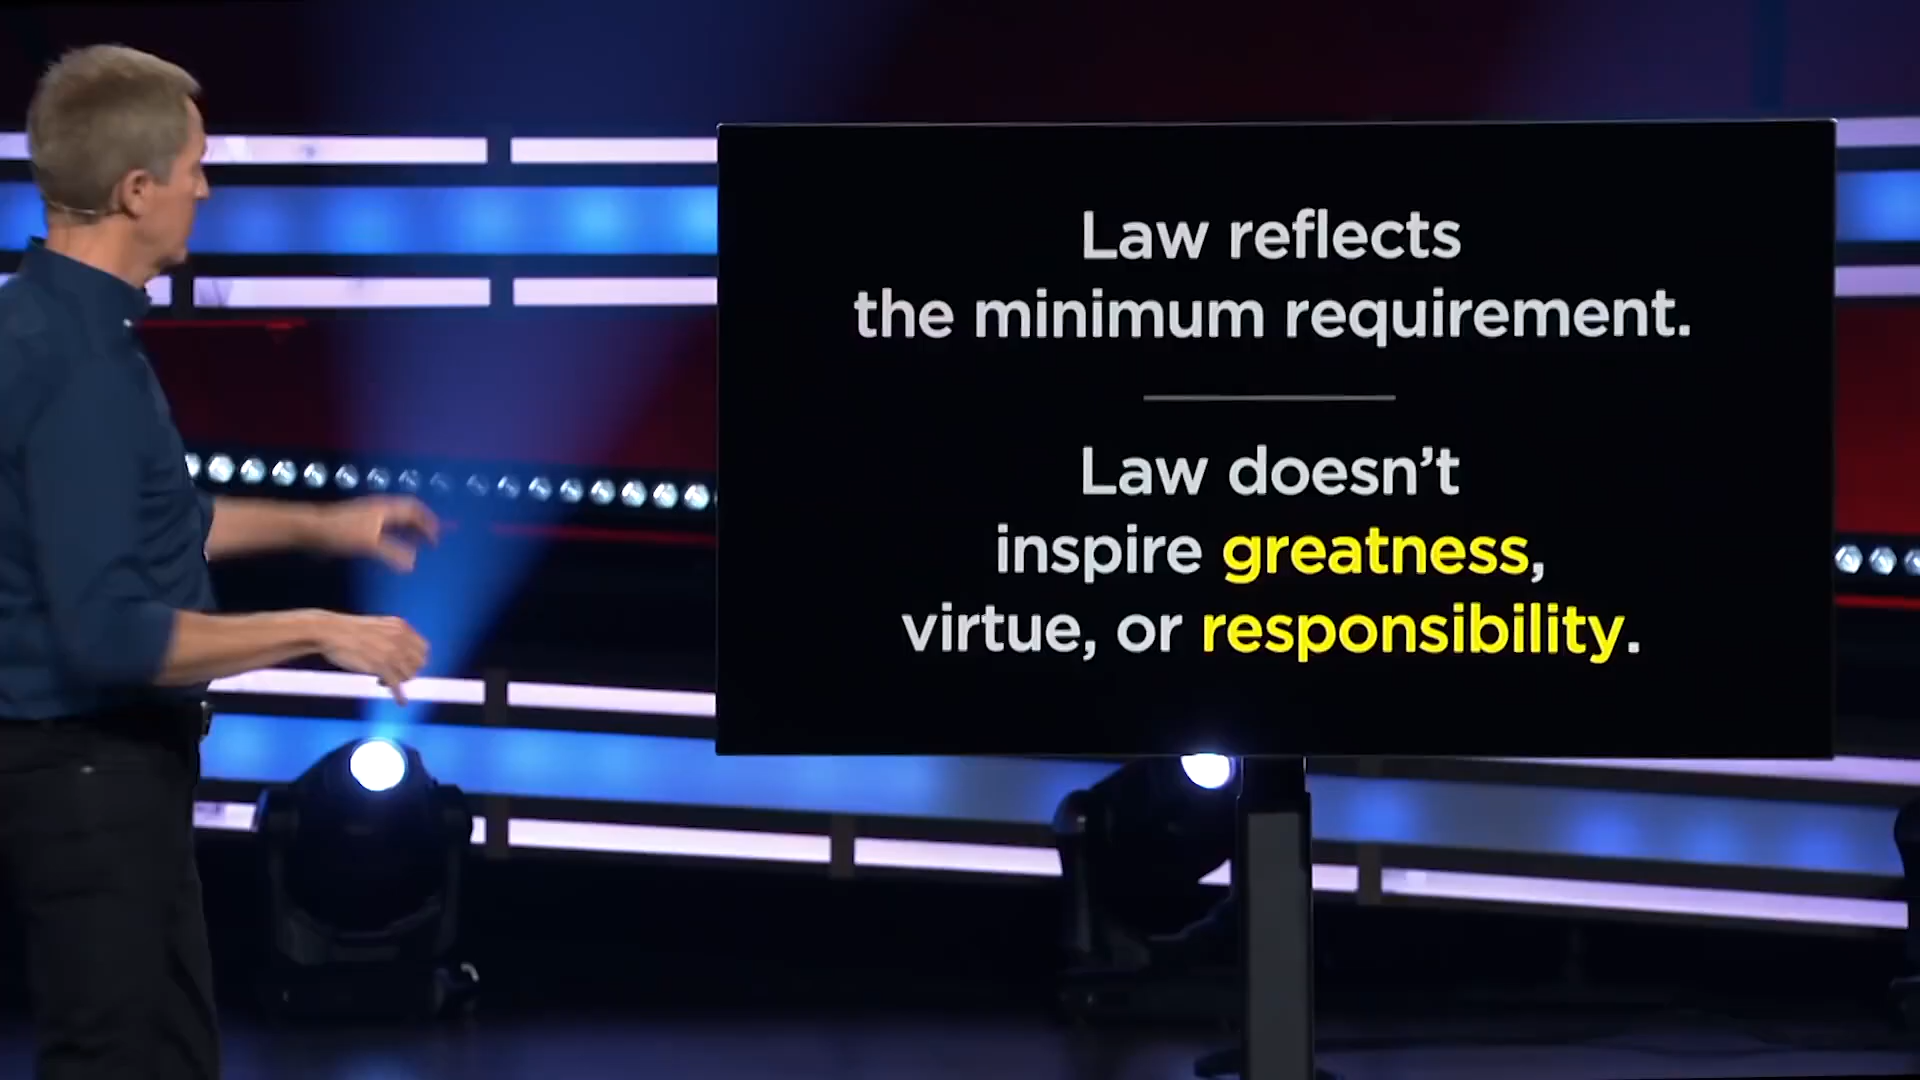 Law reflects
the minimum requirement.
Law doesn’t
inspire greatness,
virtue, or responsibility.